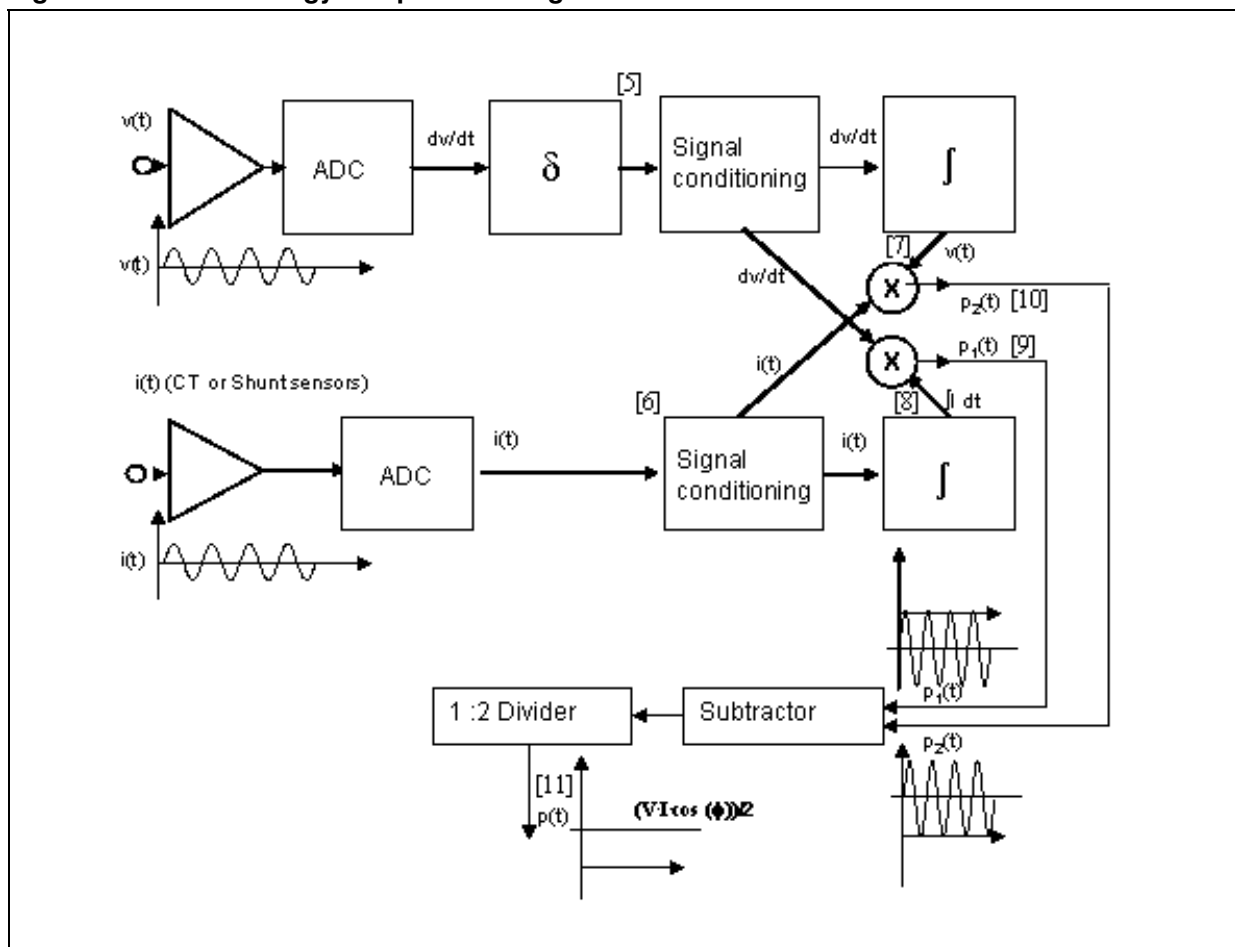 [5]
v(t)
ADC
dv/dt
δ
Signal
conditioning
dv/dt
∫
v(t)
[7]
v(t)
dv/dt
X
p2(t) [10]
i(t)
X
p1(t) [9]
i(t) (CT or Shunt sensors)
[6]
[8]
∫I dt
ADC
i(t)
Signal
conditioning
i(t)
∫
i(t)
p1(t)
1 :2 Divider
Subtractor
p2(t)
[11]
p(t)
(V·I·cos (ϕ))/2